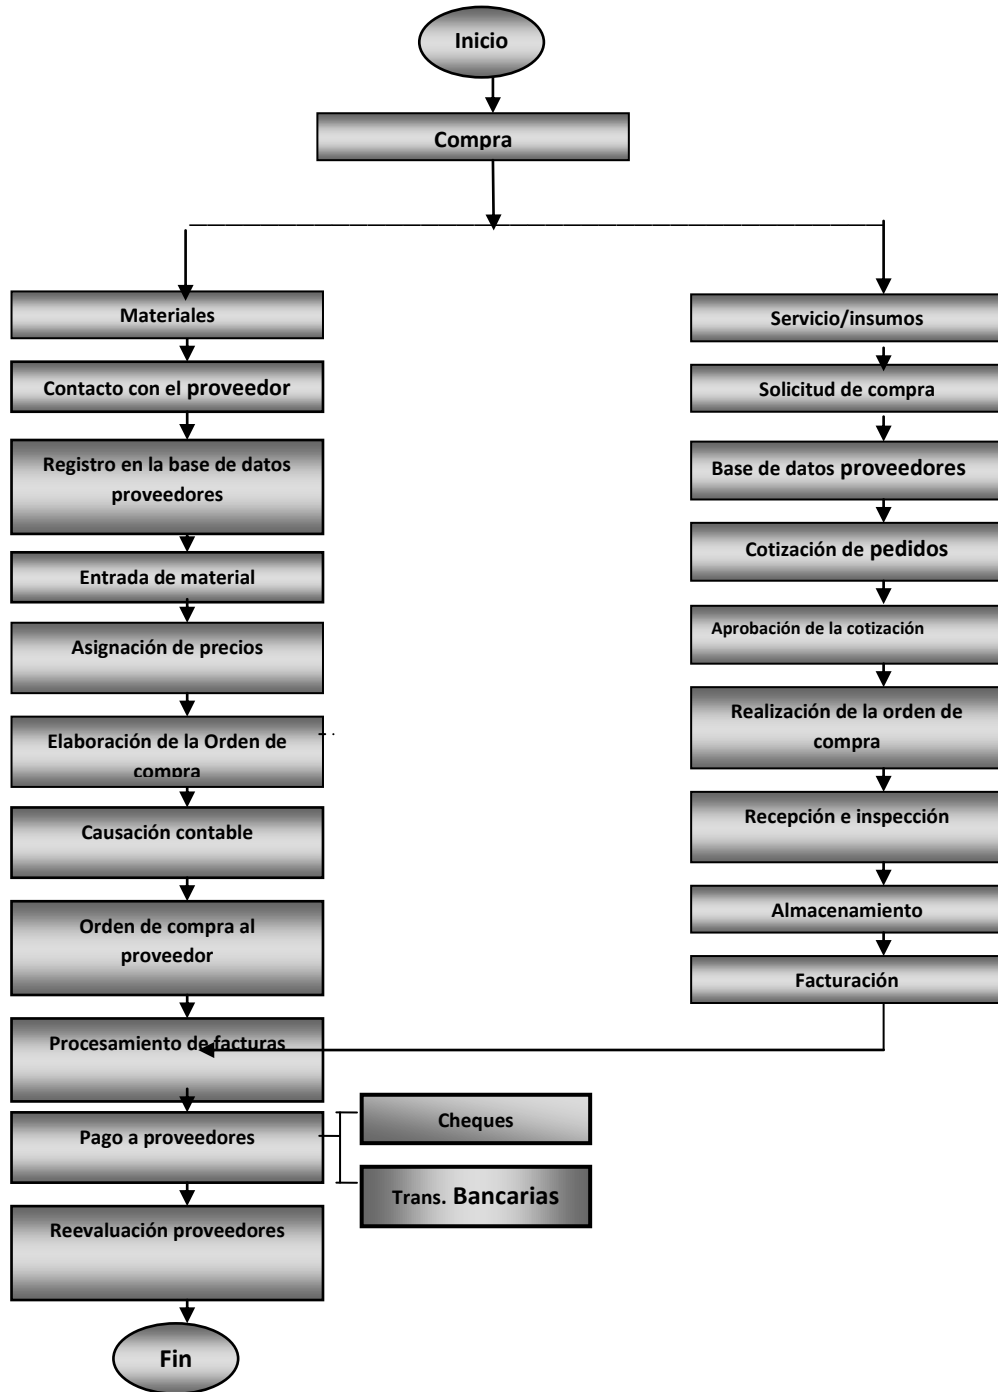 Inicio
Compra
Materiales
Contacto con el proveedor
Registro en la base de datos
proveedores
Entrada de material
Asignación de precios
Elaboración de la Orden de
compra
Causación contable
Orden de compra al
proveedor
Procesamiento de facturas
Pago a proveedores
Cheques
Trans. Bancarias
Reevaluación proveedores
Fin
Servicio/insumos
Solicitud de compra
Base de datos proveedores
Cotización de pedidos
Aprobación de la cotización
Realización de la orden de
compra
Recepción e inspección
Almacenamiento
Facturación